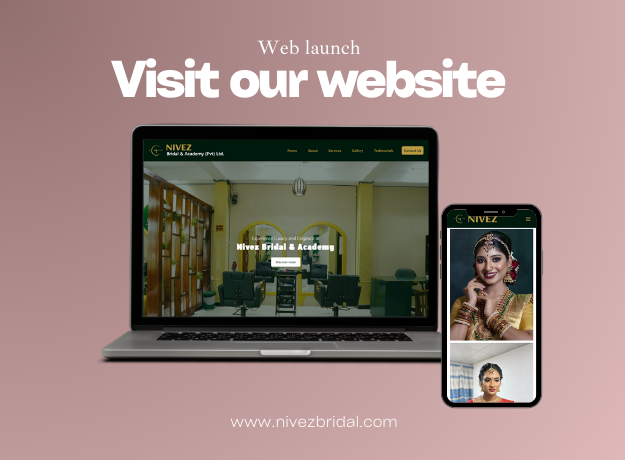 Web launch
Visit our website
NIVEZ
Bridal & Academy (Pvt) Ltd.
Home About Services Gallery Testimonials Contact Us
Experience Luxury and Elegance at
Nivez Bridal & Academy
Discover more
NIVEZ
www.nivezbridal.com